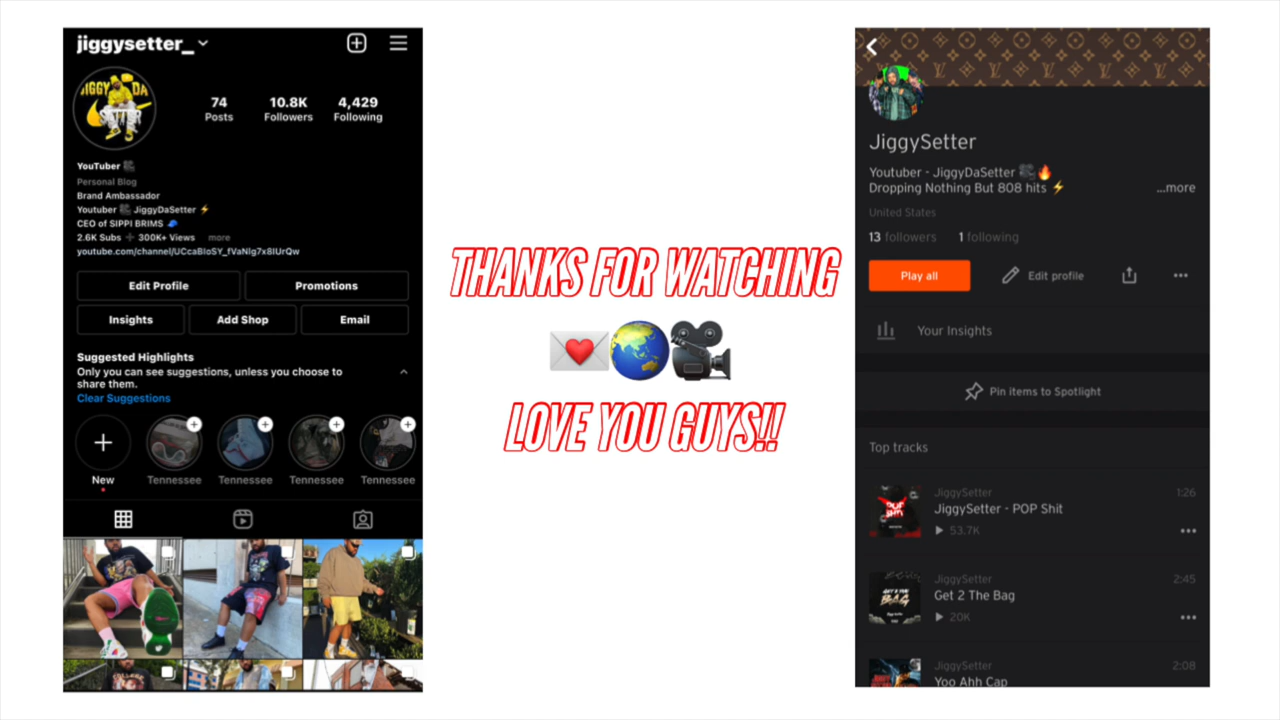 jiggysetter_
JIGGY DA
SETTER
74
Posts
10.8K
Followers
4,429
Following
YouTuber 🎥
Personal Blog
Brand Ambassador
Youtuber 🎥 JiggyDaSetter ⚡
CEO of SIPPI BRIMS 🧢
2.6K Subs ➕ 300K+ Views more
youtube.com/channel/UCcaBIoSY_fVaNlg7x8IUrQw
Edit Profile
Promotions
Insights
Add Shop
Email
Suggested Highlights
Only you can see suggestions, unless you choose to
share them.
Clear Suggestions
New
Tennessee
Tennessee
Tennessee
Tennessee
THANKS FOR WATCHING
💌🌏🎥
LOVE YOU GUYS!!
JiggySetter
Youtuber - JiggyDaSetter 🎥🔥
Dropping Nothing But 808 hits ⚡ ...more
United States
13 followers 1 following
Play all
Edit profile
Your Insights
Pin items to Spotlight
Top tracks
JiggySetter 1:26
JiggySetter - POP Shit
53.7K
JiggySetter 2:45
Get 2 The Bag
20K
JiggySetter 2:08
Yoo Ahh Cap